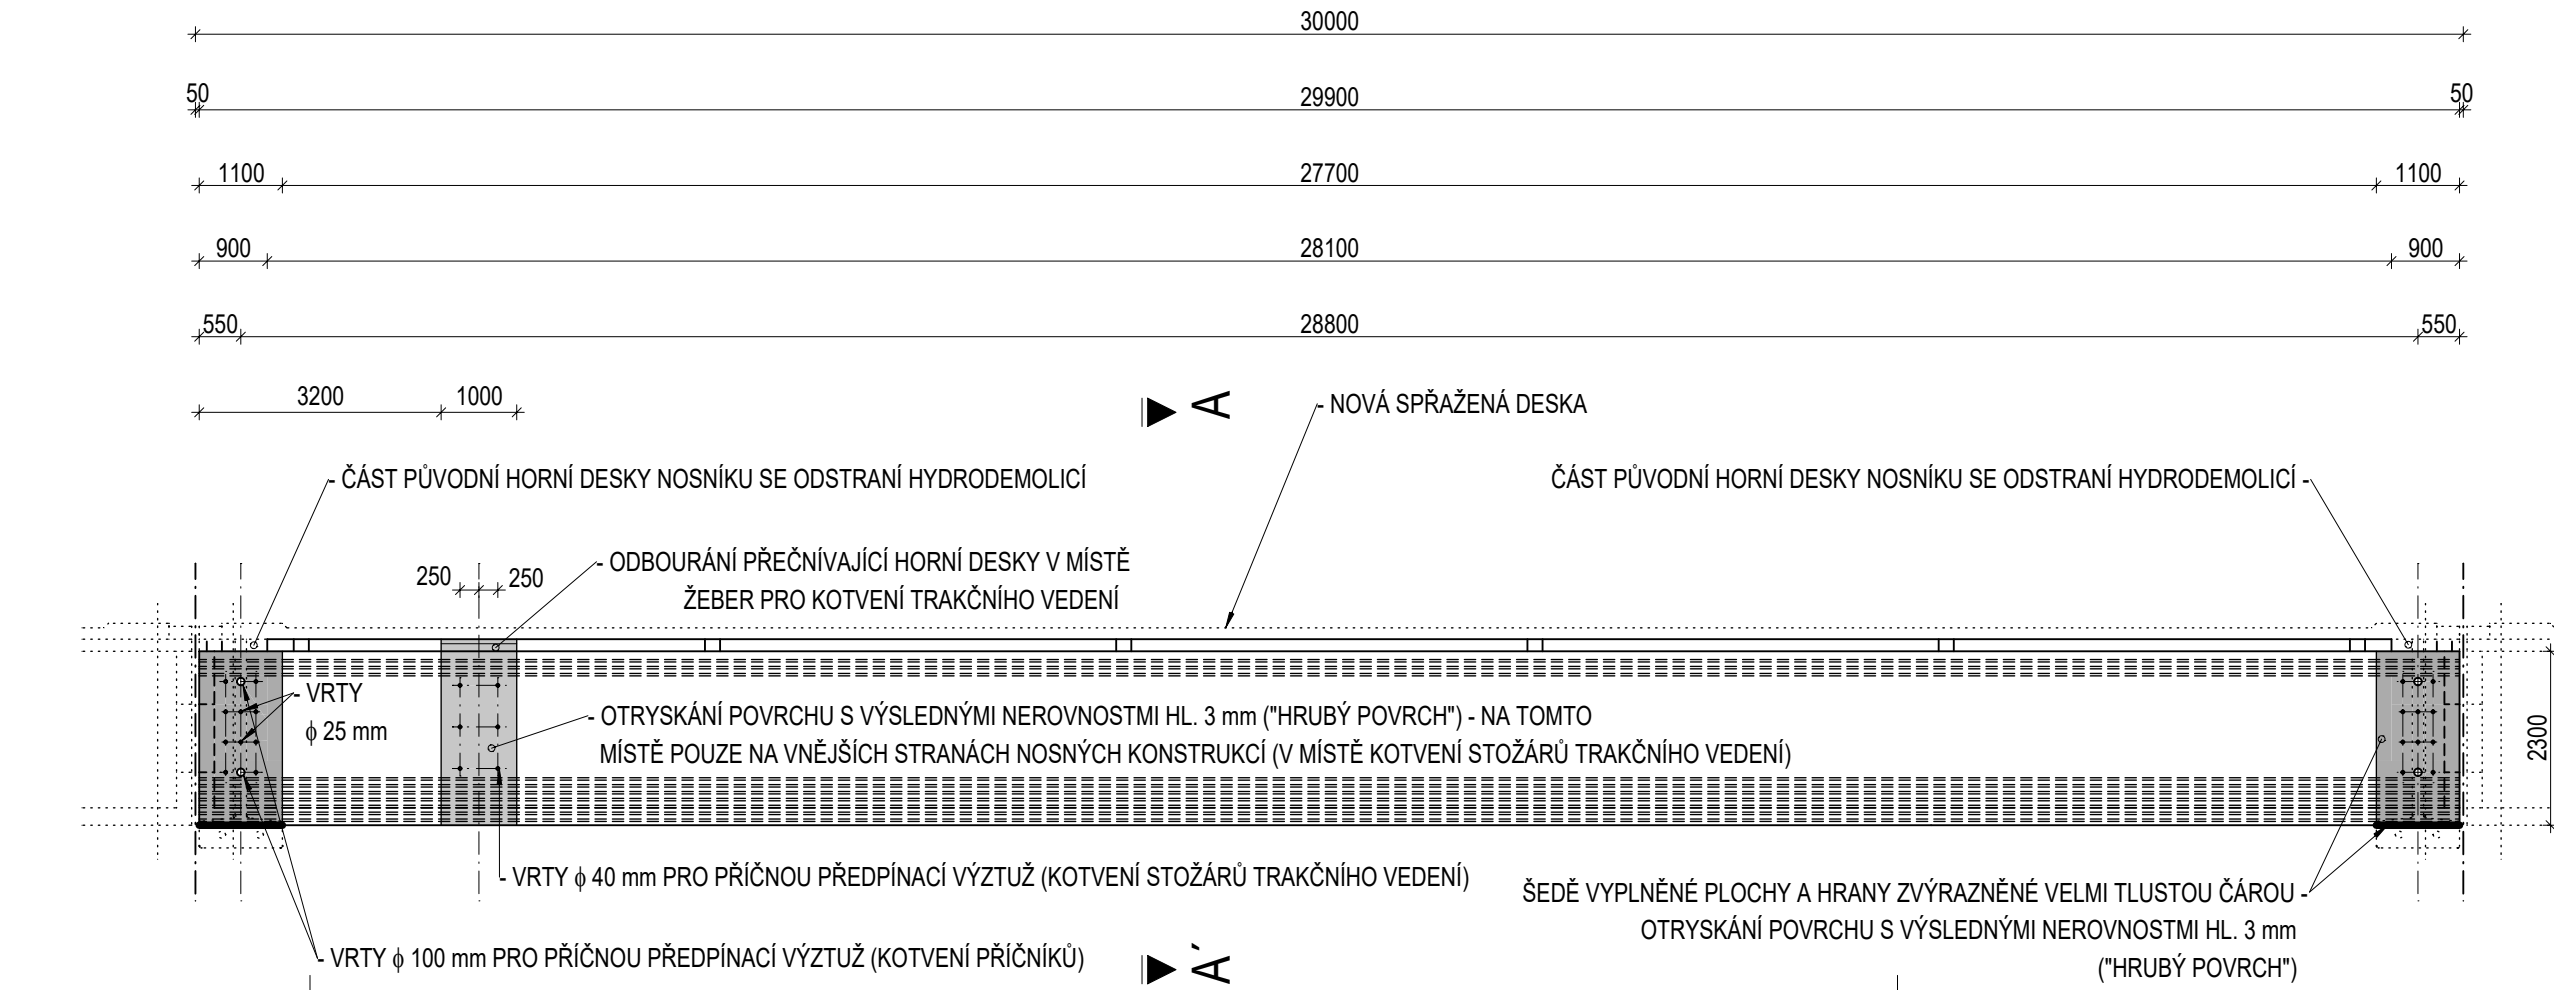 30000
50 29900 50
1100 27700 1100
900 28100 900
550 28800 550
3200 1000
A
- NOVÁ SPŘAŽENÁ DESKA
- ČÁST PŮVODNÍ HORNÍ DESKY NOSNÍKU SE ODSTRANÍ HYDRODEMOLICÍ
ČÁST PŮVODNÍ HORNÍ DESKY NOSNÍKU SE ODSTRANÍ HYDRODEMOLICÍ -
250 250
- ODBOURÁNÍ PŘEČNÍVAJÍCÍ HORNÍ DESKY V MÍSTĚ
ŽEBER PRO KOTVENÍ TRAKČNÍHO VEDENÍ
- VRTY
ϕ 25 mm
- OTRYSKÁNÍ POVRCHU S VÝSLEDNÝMI NEROVNOSTMI HL. 3 mm ("HRUBÝ POVRCH") - NA TOMTO
MÍSTĚ POUZE NA VNĚJŠÍCH STRANÁCH NOSNÝCH KONSTRUKCÍ (V MÍSTĚ KOTVENÍ STOŽÁRŮ TRAKČNÍHO VEDENÍ)
2300
- VRTY ϕ 40 mm PRO PŘÍČNOU PŘEDPÍNACÍ VÝZTUŽ (KOTVENÍ STOŽÁRŮ TRAKČNÍHO VEDENÍ)
ŠEDĚ VYPLNĚNÉ PLOCHY A HRANY ZVÝRAZNĚNÉ VELMI TLUSTOU ČÁROU -
OTRYSKÁNÍ POVRCHU S VÝSLEDNÝMI NEROVNOSTMI HL. 3 mm
("HRUBÝ POVRCH")
- VRTY ϕ 100 mm PRO PŘÍČNOU PŘEDPÍNACÍ VÝZTUŽ (KOTVENÍ PŘÍČNÍKŮ)
A'